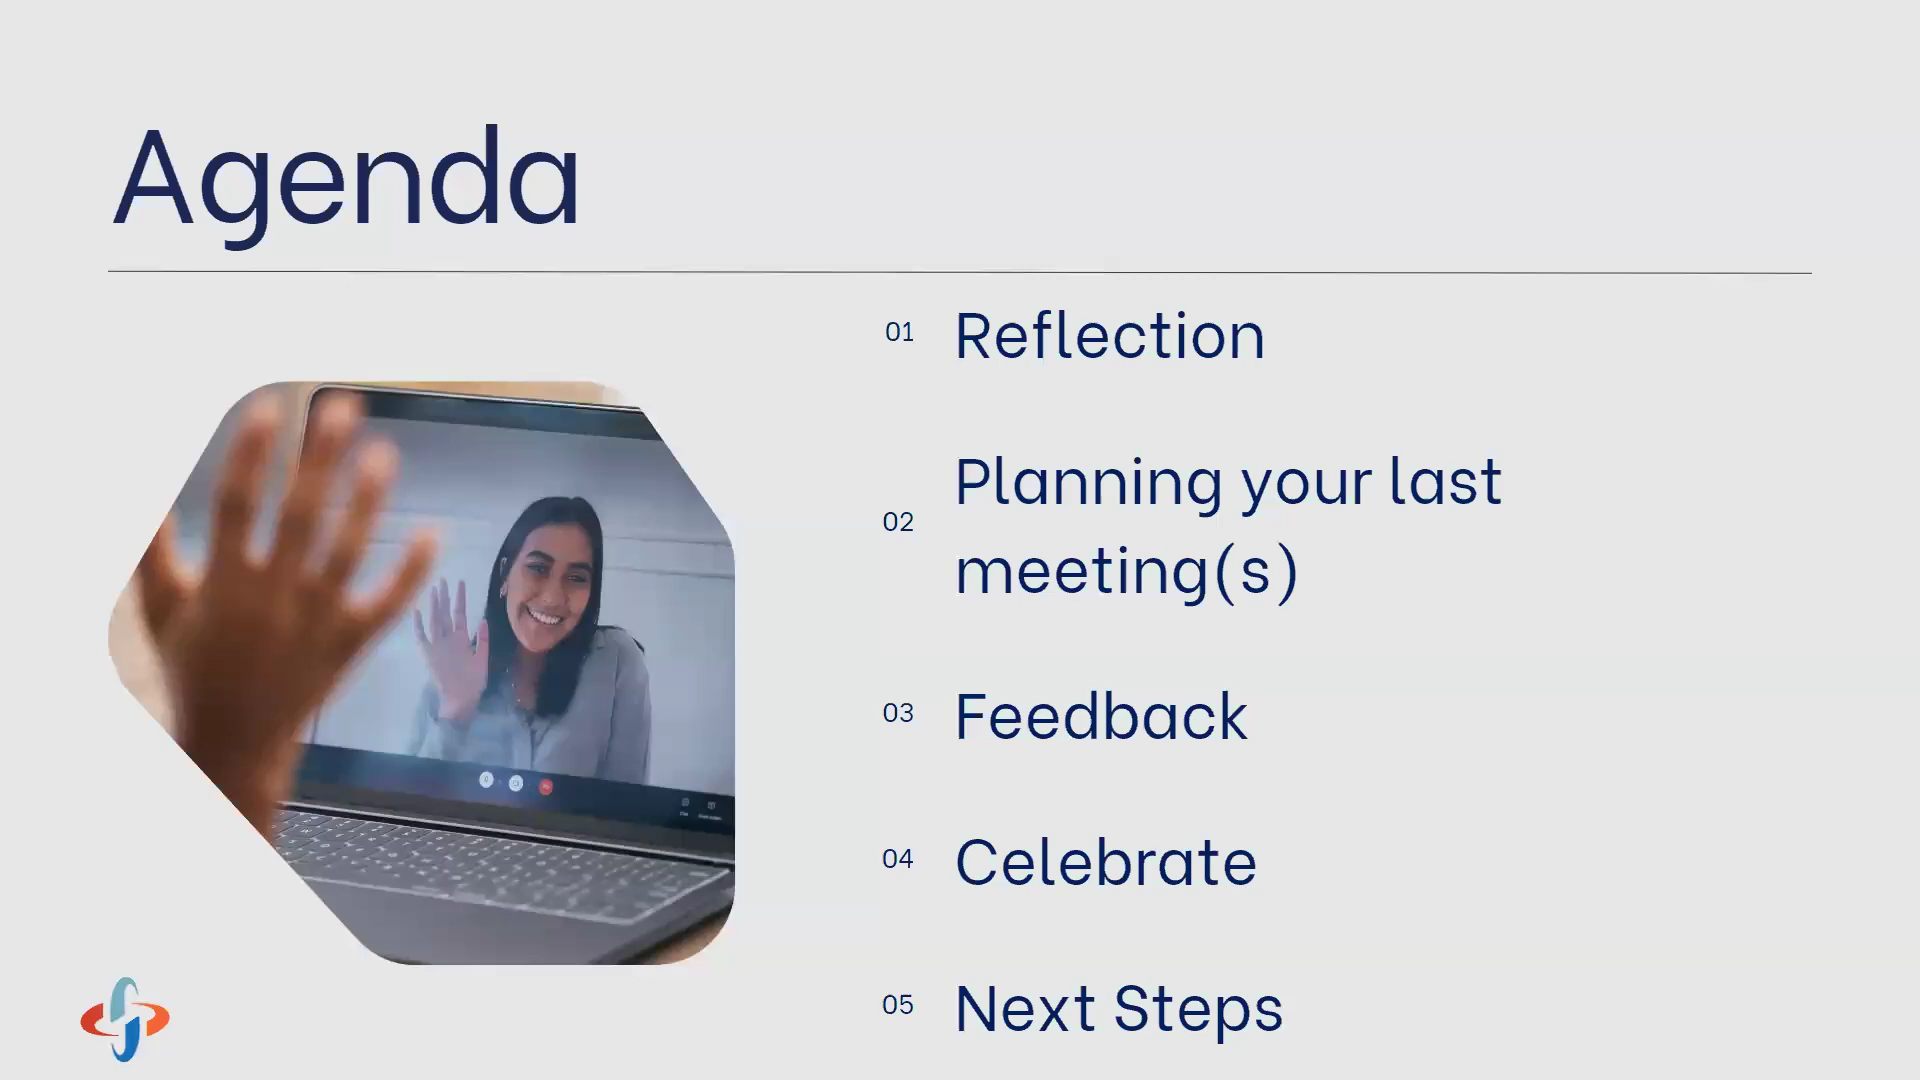 Agenda
01 Reflection
02 Planning your last
meeting(s)
03 Feedback
04 Celebrate
05 Next Steps